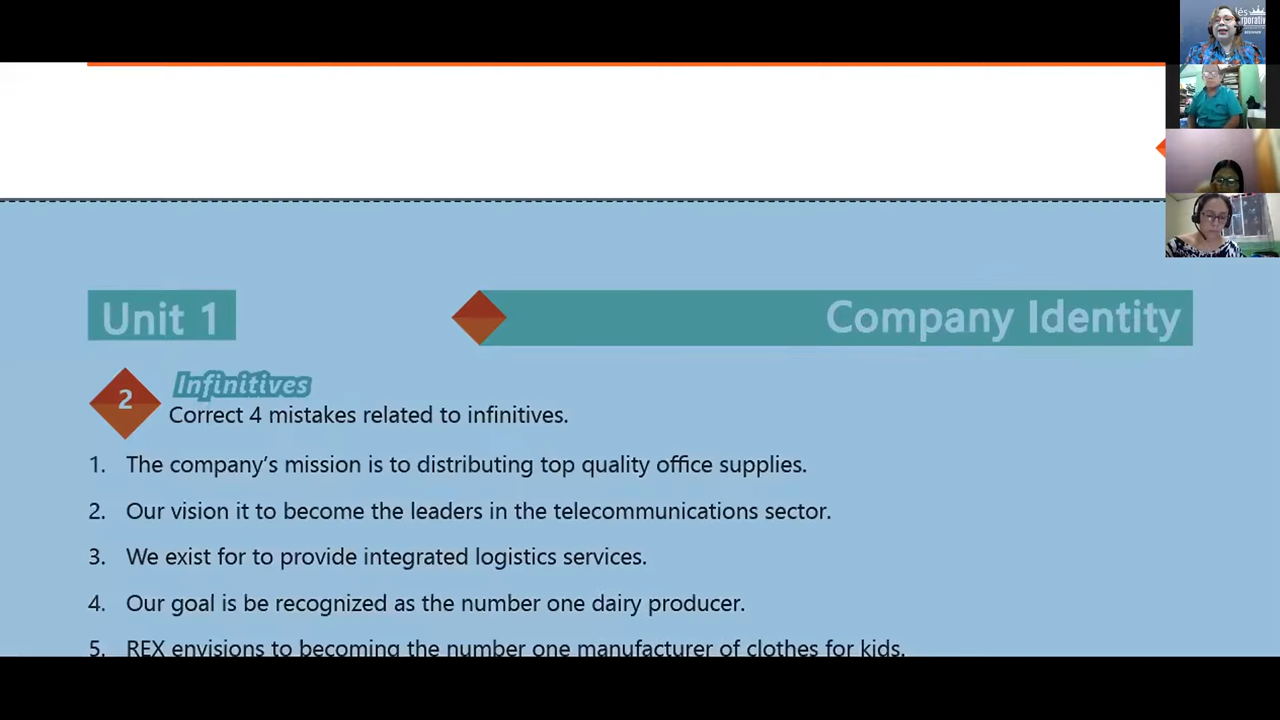 lés
BEGINNER
Unit 1
Company Identity
2
Infinitives
Correct 4 mistakes related to infinitives.
1. The company’s mission is to distributing top quality office supplies.
2. Our vision it to become the leaders in the telecommunications sector.
3. We exist for to provide integrated logistics services.
4. Our goal is be recognized as the number one dairy producer.
5. REX envisions to becoming the number one manufacturer of clothes for kids.